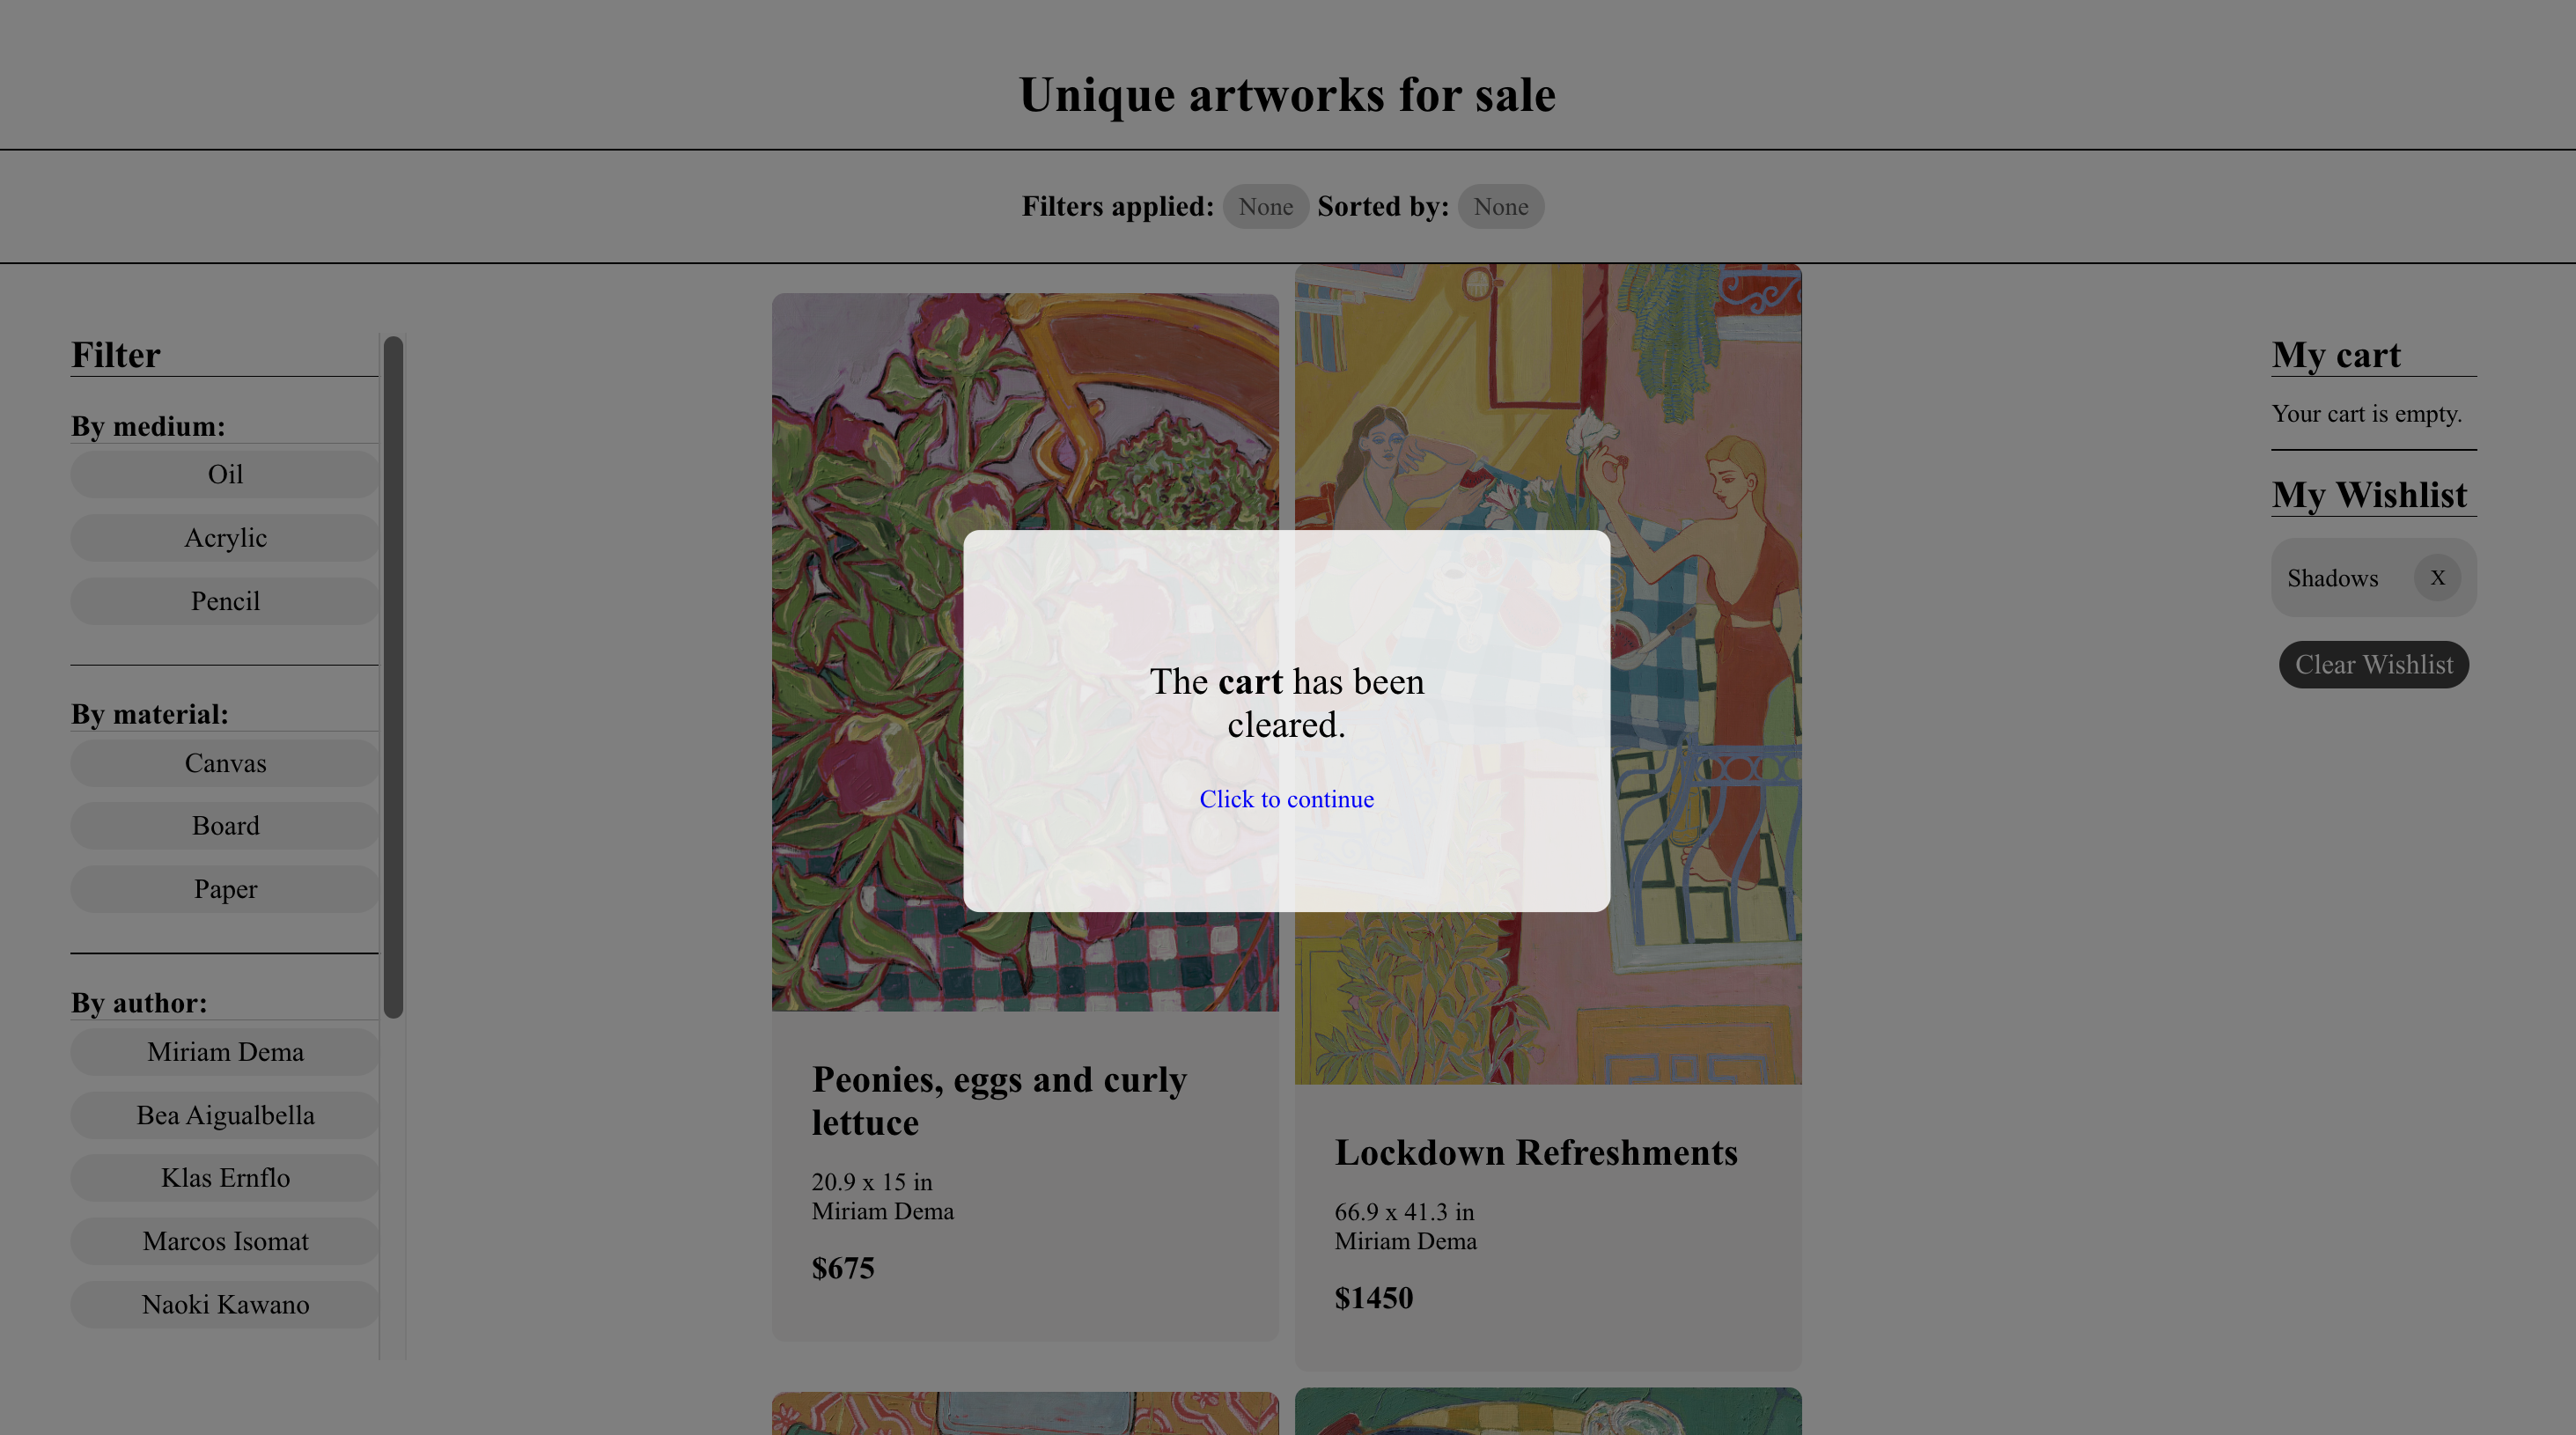 Unique artworks for sale
Filters applied: None Sorted by: None
Filter
By medium:
Oil
Acrylic
Pencil
By material:
Canvas
Board
Paper
By author:
Miriam Dema
Bea Aigualbella
Klas Ernflo
Marcos Isomat
Naoki Kawano
The cart has been
cleared.
Click to continue
Peonies, eggs and curly
lettuce
20.9 x 15 in
Miriam Dema
$675
Lockdown Refreshments
66.9 x 41.3 in
Miriam Dema
$1450
My cart
Your cart is empty.
My Wishlist
Shadows X
Clear Wishlist